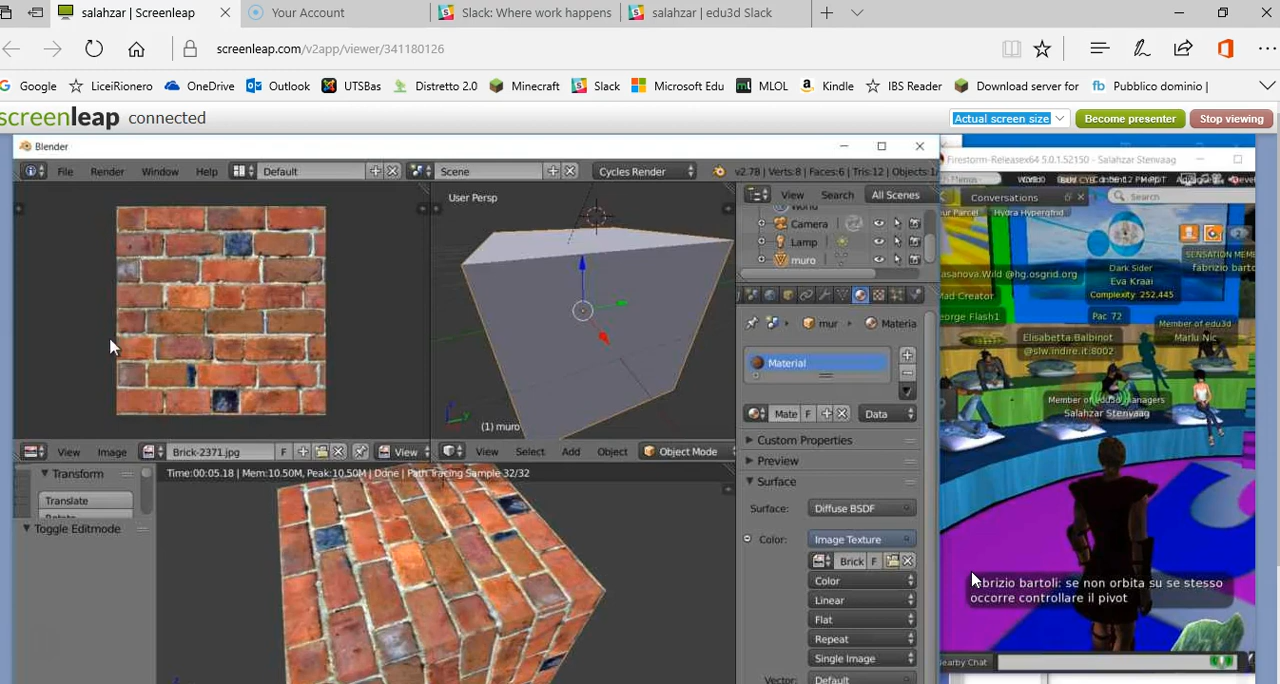 salahzar | Screenleap
Your Account
Slack: Where work happens
salahzar | edu3d Slack
screenleap.com/v2app/viewer/341180126
Google LiceiRionero OneDrive Outlook UTSBas Distretto 2.0 Minecraft Slack Microsoft Edu MLOL Kindle IBS Reader Download server for Pubblico dominio |
screenleap connected
Actual screen size
Become presenter
Stop viewing
Blender
File Render Window Help Default Scene Cycles Render v2.78 | Verts:8 | Faces:6 | Tris:12 | Objects:1
User Persp
(1) muro
View Image Brick-2371.jpg F View
View Select Add Object Object Mode
Transform
Translate
Toggle Editmode
Time:00:05.18 | Mem:10.50M, Peak:10.50M | Done | Path Tracing Sample 32/32
View Search All Scenes
Camera
Lamp
muro
mur Materia
Material
Mate F Data
Custom Properties
Preview
Surface
Surface: Diffuse BSDF
Color: Image Texture
Brick F
Color
Linear
Flat
Repeat
Single Image
Vector: Default
Firestorm-Releasex64 5.0.1.52150 - Salahzar Stenvaag
Conversations
Search
Hydra Hypergrid
asanova.Wild @hg.osgrid.org
Mad Creator
eorge Flash1
Dark Sider
Eva Kraai
Complexity: 252,445
Pac 72
SENSATION MEME
fabrizio barto
Elisabetta.Balbinot
@slw.indire.it:8002
Member of edu3d
Marlu Nic
Member of edu3d managers
Salahzar Stenvaag
fabrizio bartoli: se non orbita su se stesso
occorre controllare il pivot
earby Chat